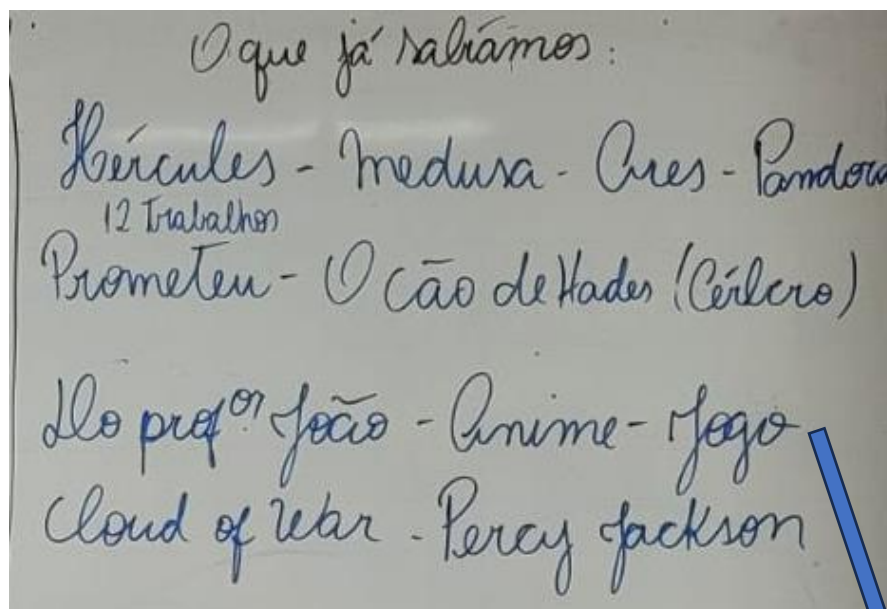 O que já sabíamos:
Hércules - Medusa - Ares - Pandora
12 Trabalhos
Prometeu - O cão de Hades (Cérbero)
Do profor João - Anime - Jogo
Cloud of War - Percy Jackson